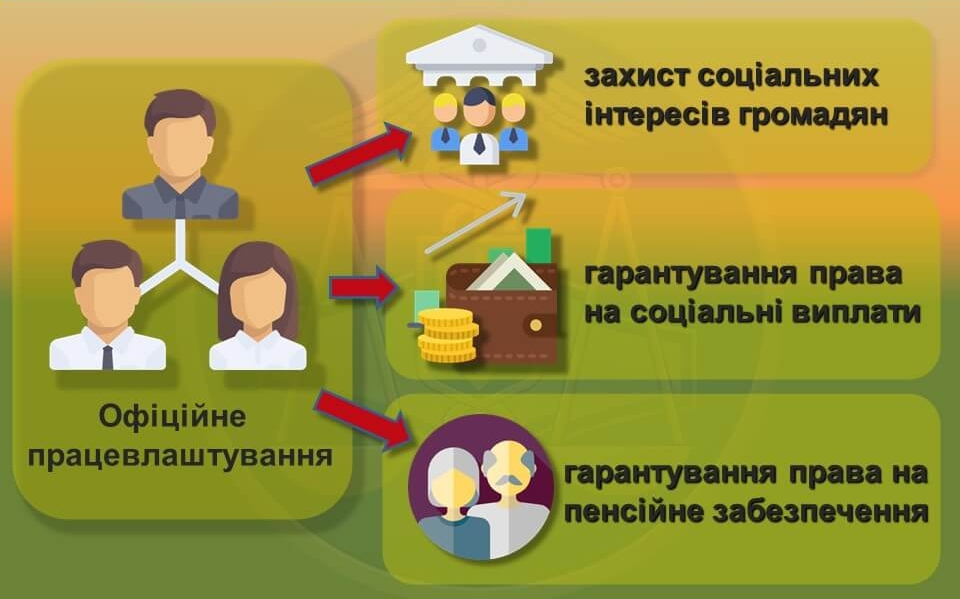 Офіційне
працевлаштування
захист соціальних
інтересів громадян
гарантування права
на соціальні виплати
гарантування права на
пенсійне забезпечення